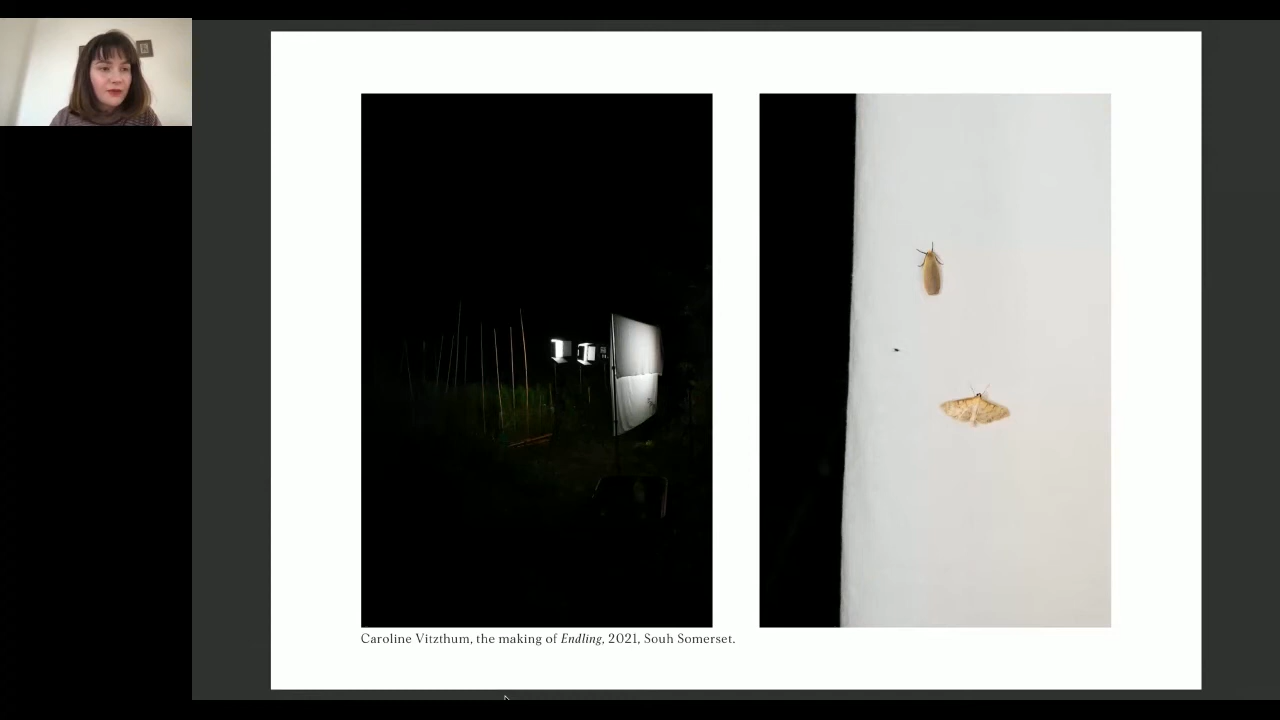 Caroline Vitzthum, the making of Endling, 2021, Souh Somerset.